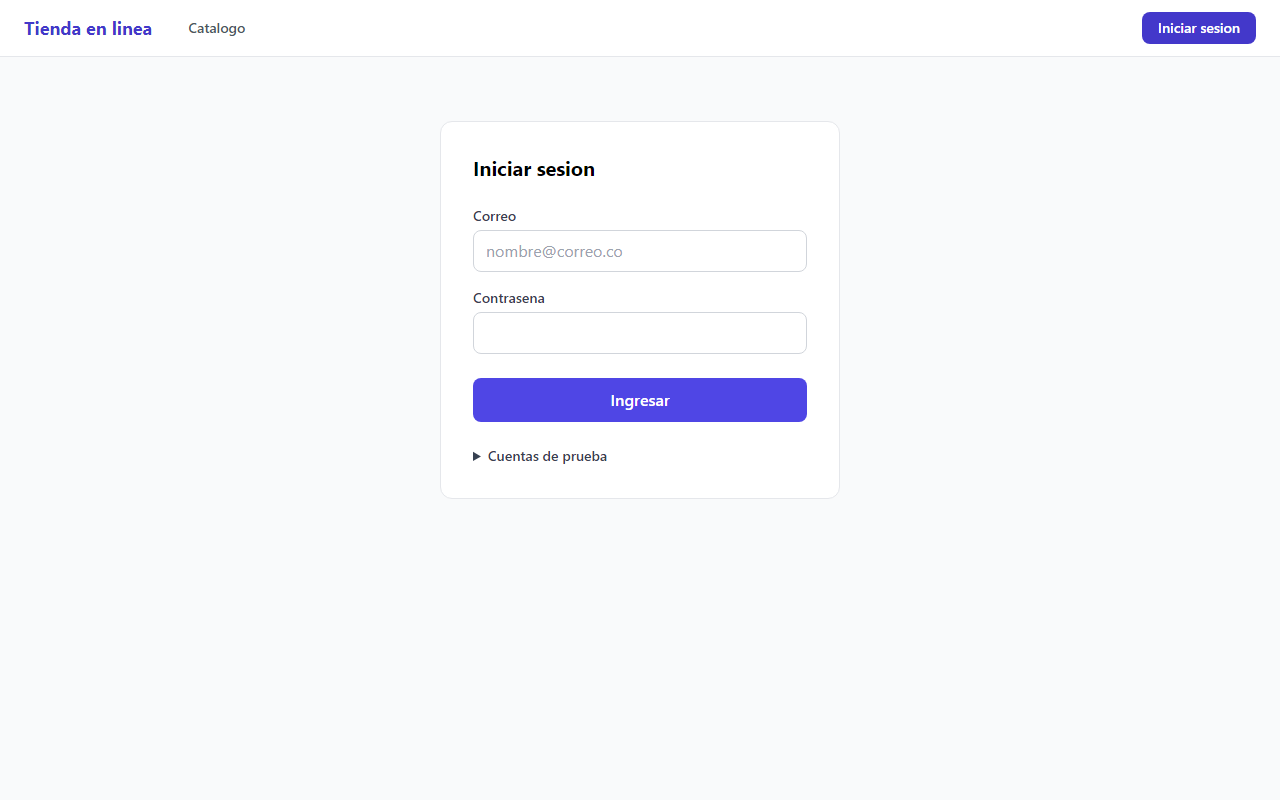 Tienda en linea
Catalogo
Iniciar sesion
Iniciar sesion
Correo
nombre@correo.co
Contrasena
Ingresar
Cuentas de prueba